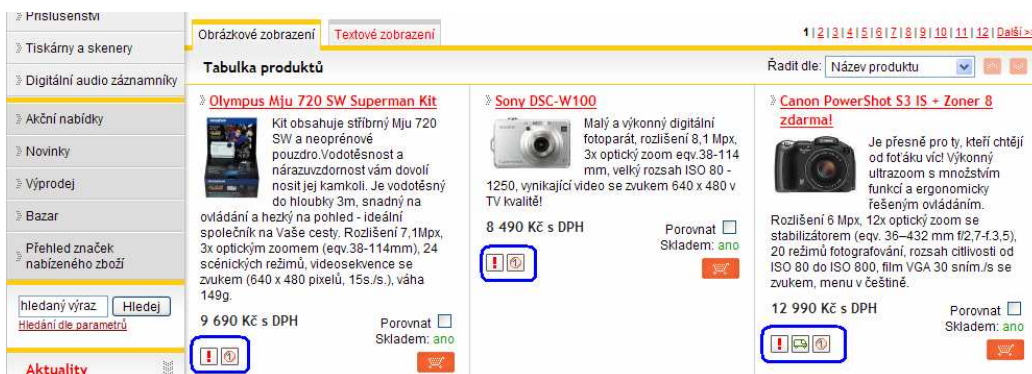 Příslušenství
Tiskárny a skenery
Digitální audio záznamníky
Akční nabídky
Novinky
Výprodej
Bazar
Přehled značek
nabízeného zboží
hledaný výraz Hledej
Hledání dle parametrů
Aktuality
Obrázkové zobrazení Textové zobrazení
1 | 2 | 3 | 4 | 5 | 6 | 7 | 8 | 9 | 10 | 11 | 12 | Další >
Tabulka produktů
Řadit dle: Název produktu
Olympus Mju 720 SW Superman Kit
Kit obsahuje stříbrný Mju 720
SW a neoprénové
pouzdro.Vodotěsnost a
nárazuvzdornost vám dovolí
nosit jej kamkoli. Je vodotěsný
do hloubky 3m, snadný na
ovládání a hezký na pohled - ideální
společník na Vaše cesty. Rozlišení 7,1Mpx,
3x optickým zoomem (eqv.38-114mm), 24
scénických režimů, videosekvence se
zvukem (640 x 480 pixelů, 15s./s.), váha
149g.
9 690 Kč s DPH
Porovnat
Skladem: ano
Sony DSC-W100
Malý a výkonný digitální
fotoparát, rozlišení 8,1 Mpx,
3x optický zoom eqv.38-114
mm, velký rozsah ISO 80 -
1250, vynikající video se zvukem 640 x 480 v
TV kvalitě!
8 490 Kč s DPH
Porovnat
Skladem: ano
Canon PowerShot S3 IS + Zoner 8
zdarma!
Je přesně pro ty, kteří chtějí
od foťáku víc! Výkonný
ultrazoom s množstvím
funkcí a ergonomicky
řešeným ovládáním.
Rozlišení 6 Mpx, 12x optický zoom se
stabilizátorem (eqv. 36–432 mm f/2,7-f.3,5),
20 režimů fotografování, rozsah citlivosti od
ISO 80 do ISO 800, film VGA 30 sním./s se
zvukem, menu v češtině.
12 990 Kč s DPH
Porovnat
Skladem: ano